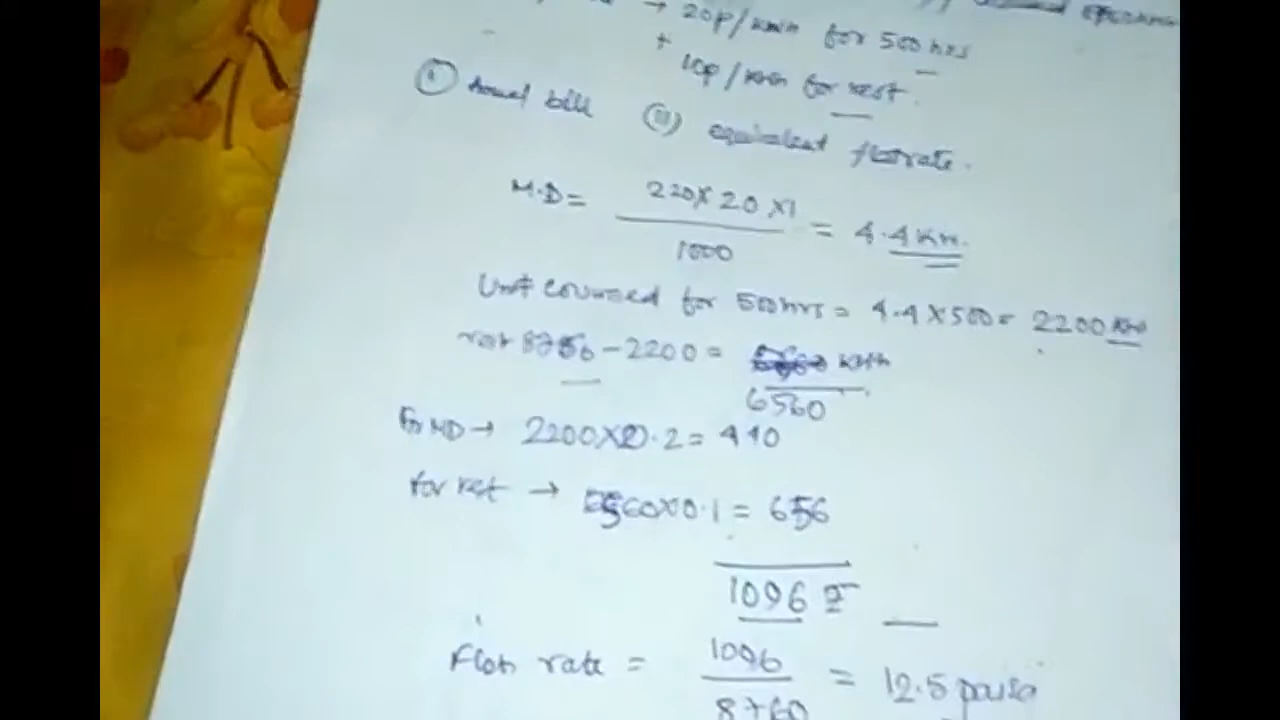 → 20p/kwh for 500 hrs
+ 10p/kwh for rest.
(i) Annual bill (ii) equivalent flat rate.
M.D = 220 x 20 x 1 / 1000 = 4.4 Kw.
Unit consumed for 500 hrs = 4.4 x 500 = 2200 Kwh
rest 8760 - 2200 = kwh
6560
For MD → 2200 x 0.2 = 440
for rest → 6560 x 0.1 = 656
1096 ₹
Flat rate = 1096 / 8760 = 12.5 paisa